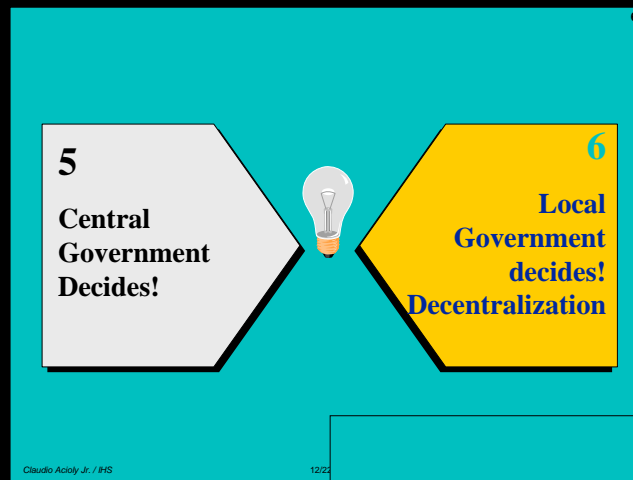 5
Central
Government
Decides!
6
Local
Government
decides!
Decentralization
Claudio Acioly Jr. / IHS
12/22